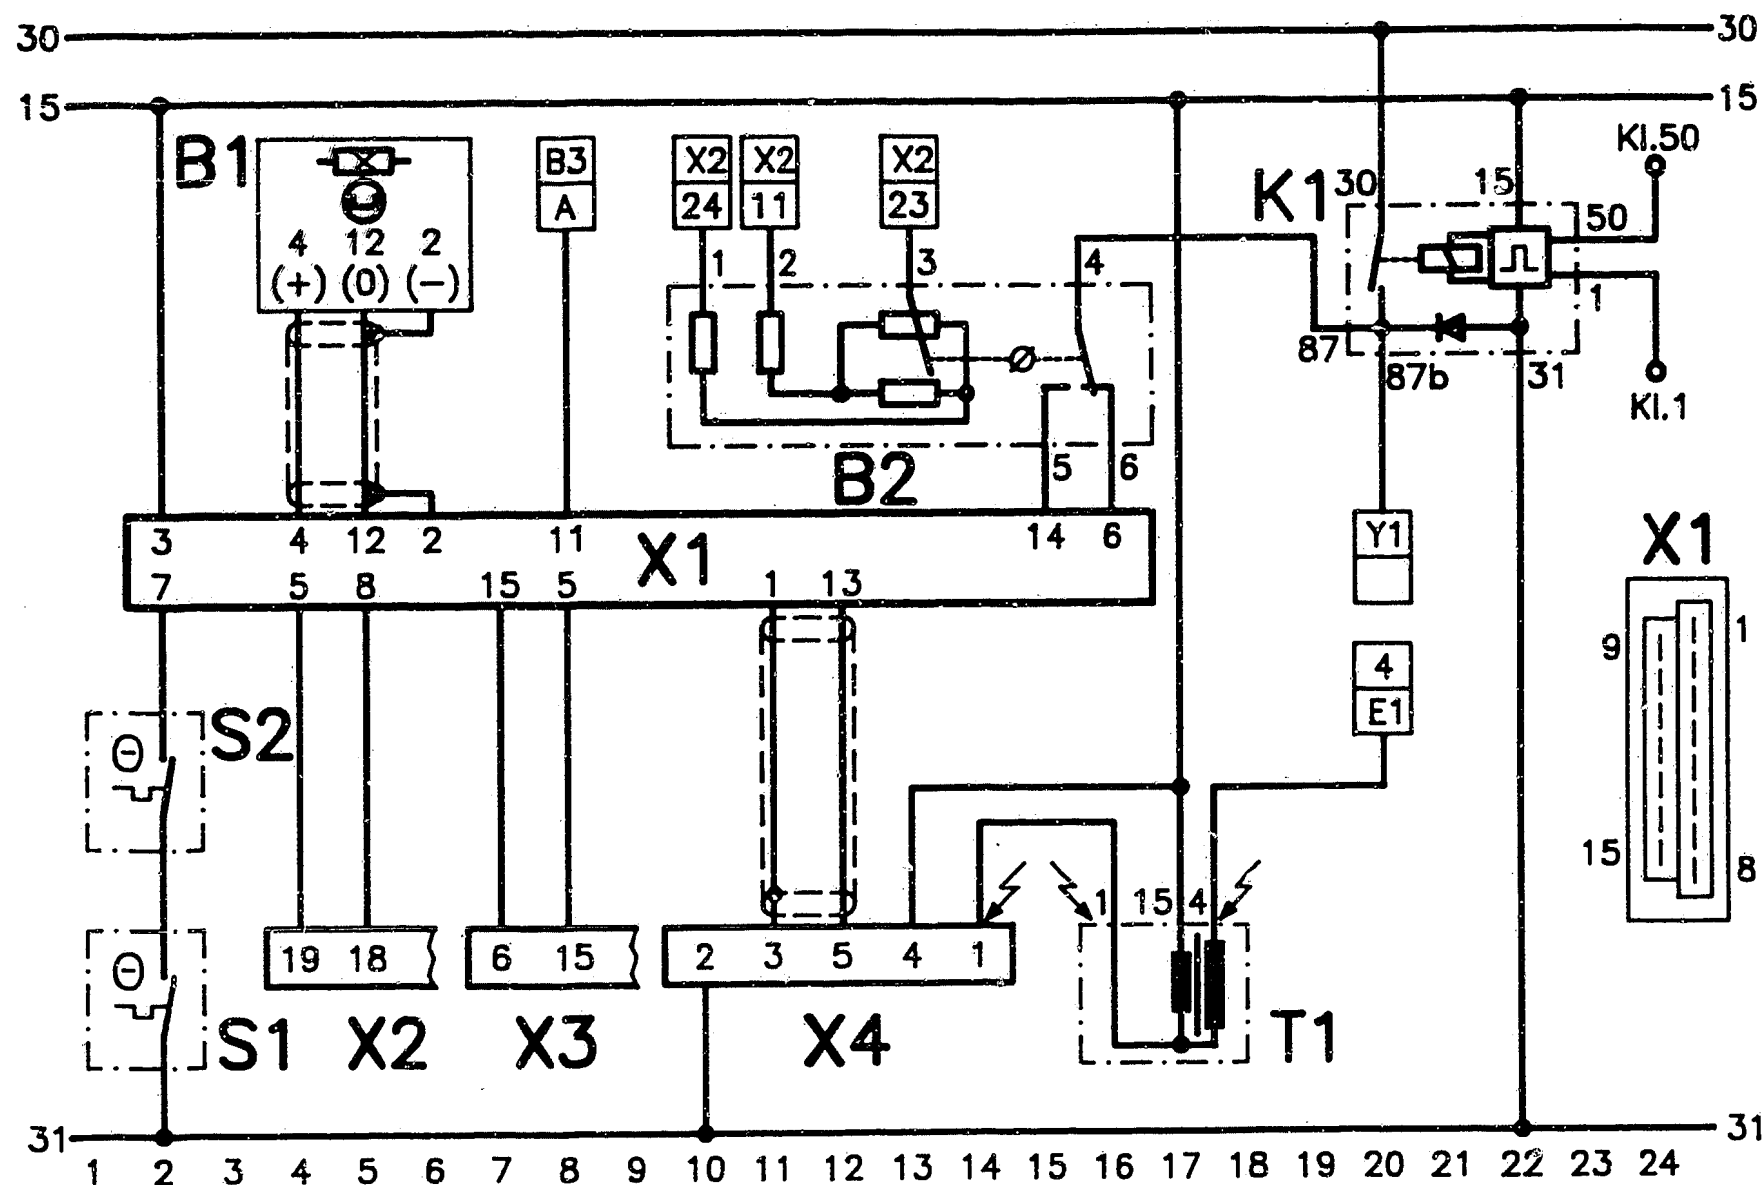 30 30
15 15
B1
B3
A
X2
24
X2
11
X2
23
K1
30
15
Kl.50
50
4 12 2
(+) (0) (−)
1 2 3 4
1
87
87b
31
Kl.1
5 6
B2
3 4 12 2 11 14 6
X1
7 5 8 15 5 1 13
Y1
X1
9 1
15 8
4
E1
S2
1 15 4
19 18
6 15
2 3 5 4 1
S1 X2 X3 X4 T1
31 31
1 2 3 4 5 6 7 8 9 10 11 12 13 14 15 16 17 18 19 20 21 22 23 24